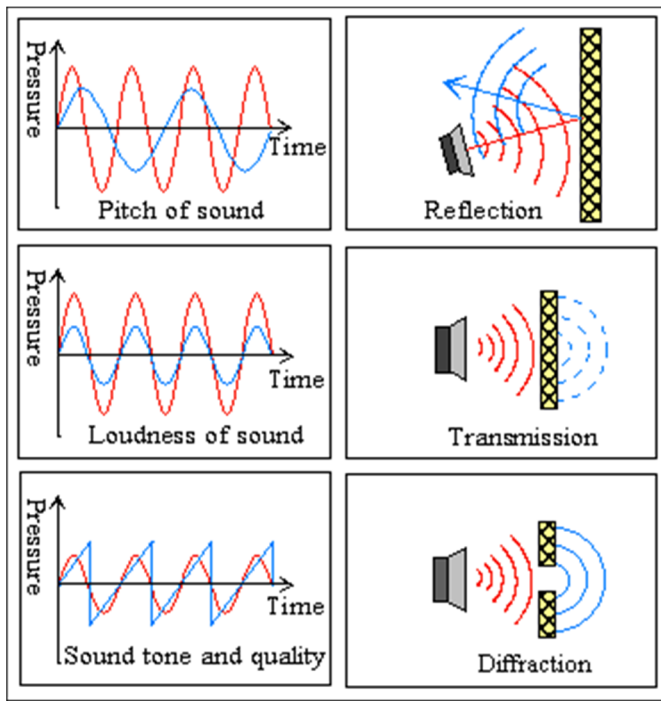 Pressure
Time
Pitch of sound
Reflection
Pressure
Time
Loudness of sound
Transmission
Pressure
Time
Sound tone and quality
Diffraction